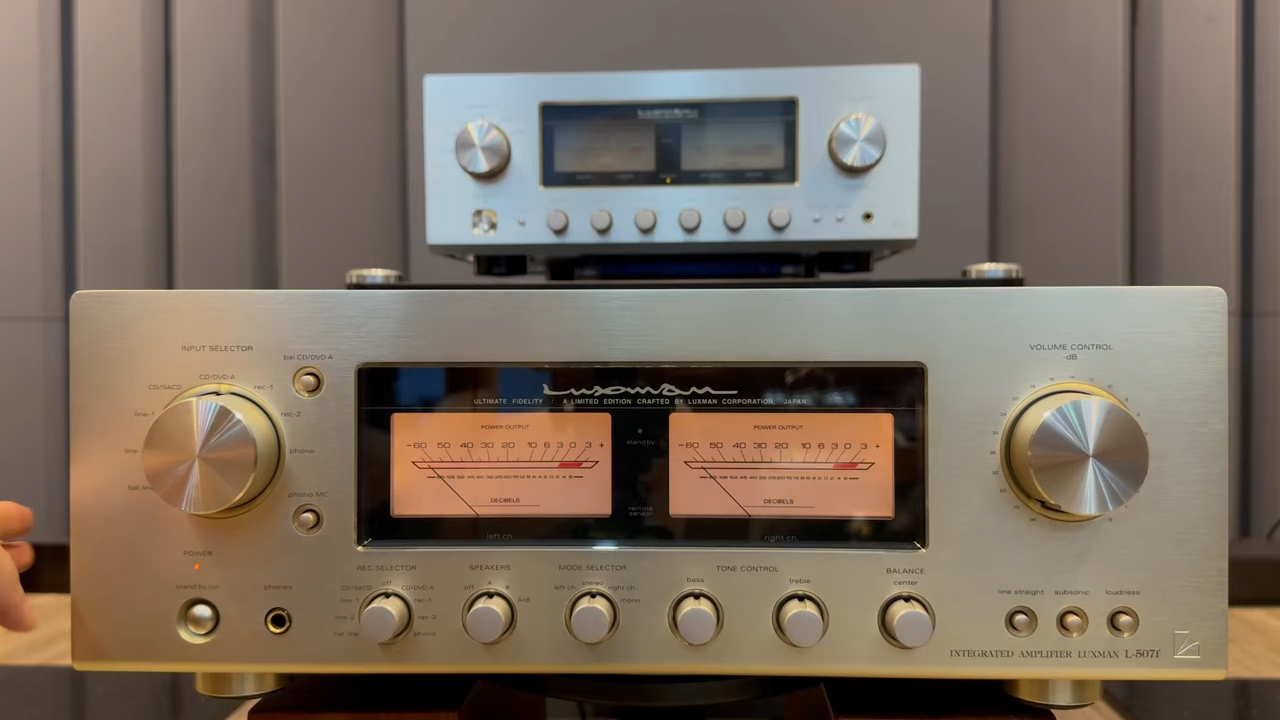 INPUT SELECTOR
bal.CD/DVD-A
CD/DVD-A
CD/SACD
rec-1
line-1
rec-2
line-
phono
bal.line
phono MC
POWER
stand by/on
phones
Luxman
ULTIMATE FIDELITY : A LIMITED EDITION CRAFTED BY LUXMAN CORPORATION, JAPAN
POWER OUTPUT
-60 50 40 30 20 10 6 3 0 3 +
DECIBELS
left ch.
stand by
remote
sensor
POWER OUTPUT
-60 50 40 30 20 10 6 3 0 3 +
DECIBELS
right ch.
VOLUME CONTROL
-dB
REC-SELECTOR
off
CD/SACD
CD/DVD-A
line-1
rec-1
line-2
rec-2
bal.line
phono
SPEAKERS
off
A
B
A+B
MODE SELECTOR
left ch.
stereo
right ch.
mono
TONE CONTROL
bass
treble
BALANCE
center
line straight
subsonic
loudness
INTEGRATED AMPLIFIER LUXMAN L-507f